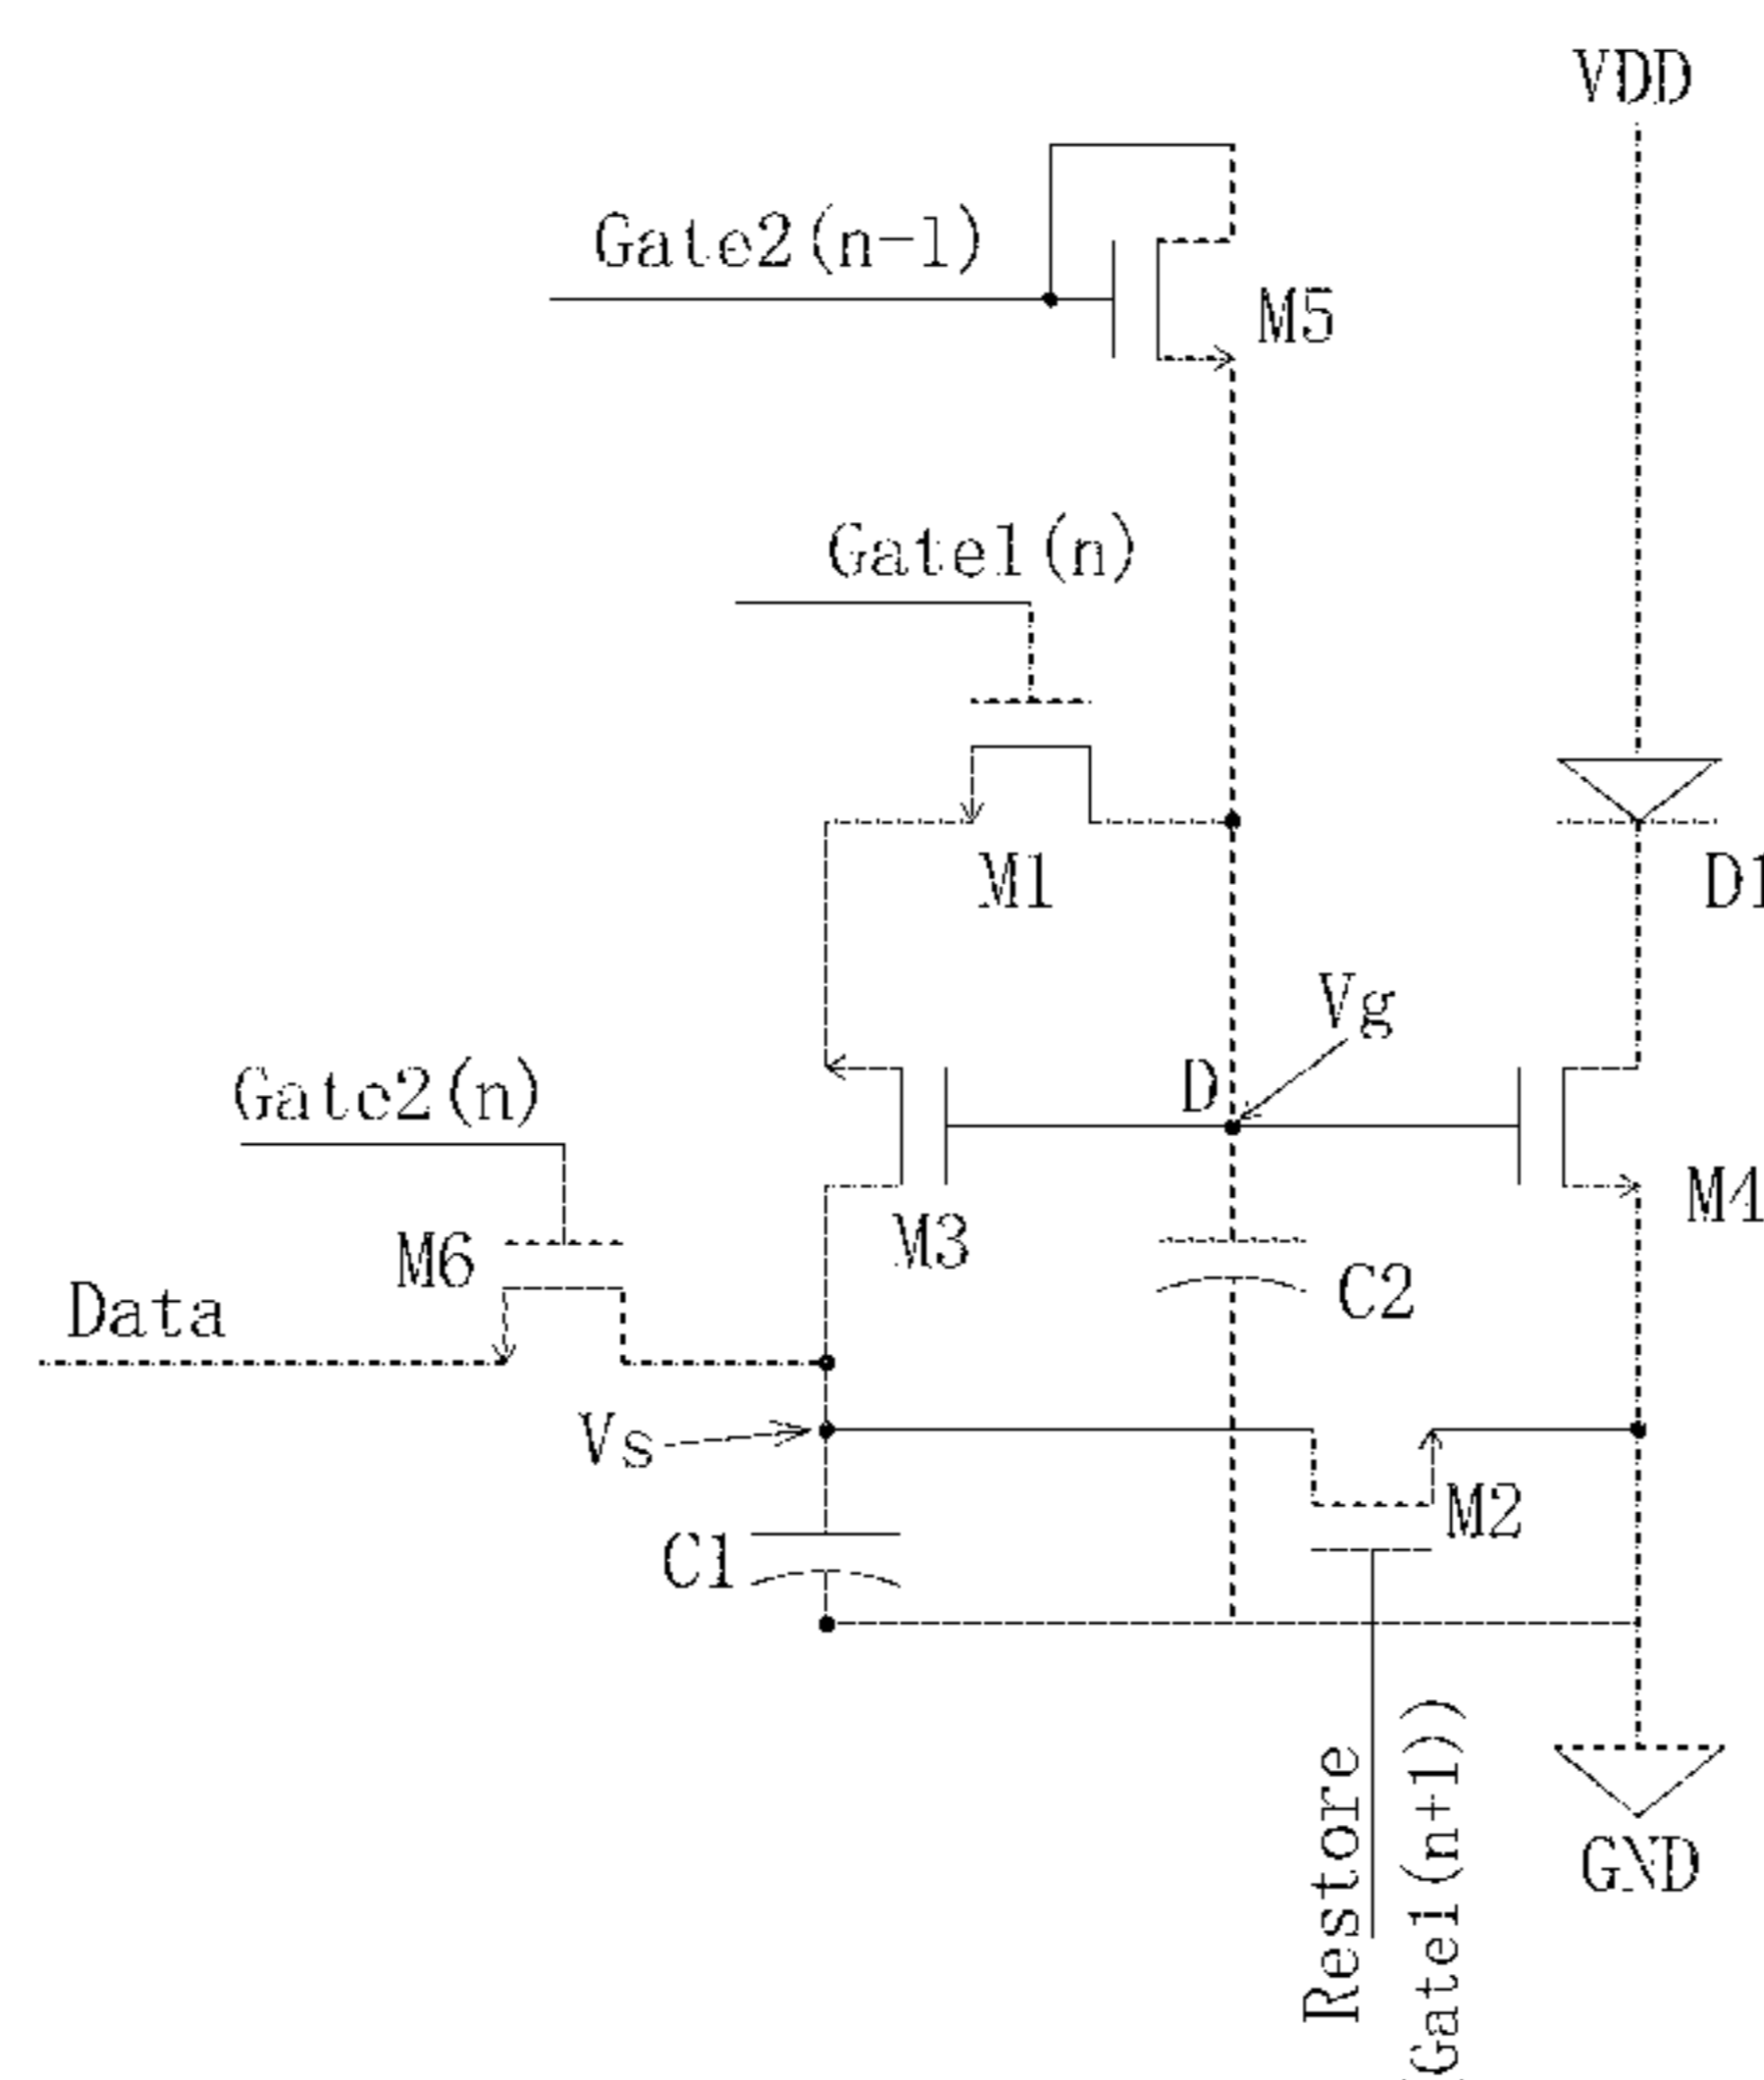 VDD
Gate2(n-1)
M5
Gate1(n)
M1
D1
Vg
D
Gate2(n)
M4
M3
M6
C2
Data
Vs
M2
C1
GND
Restore
(Gate1(n+1))